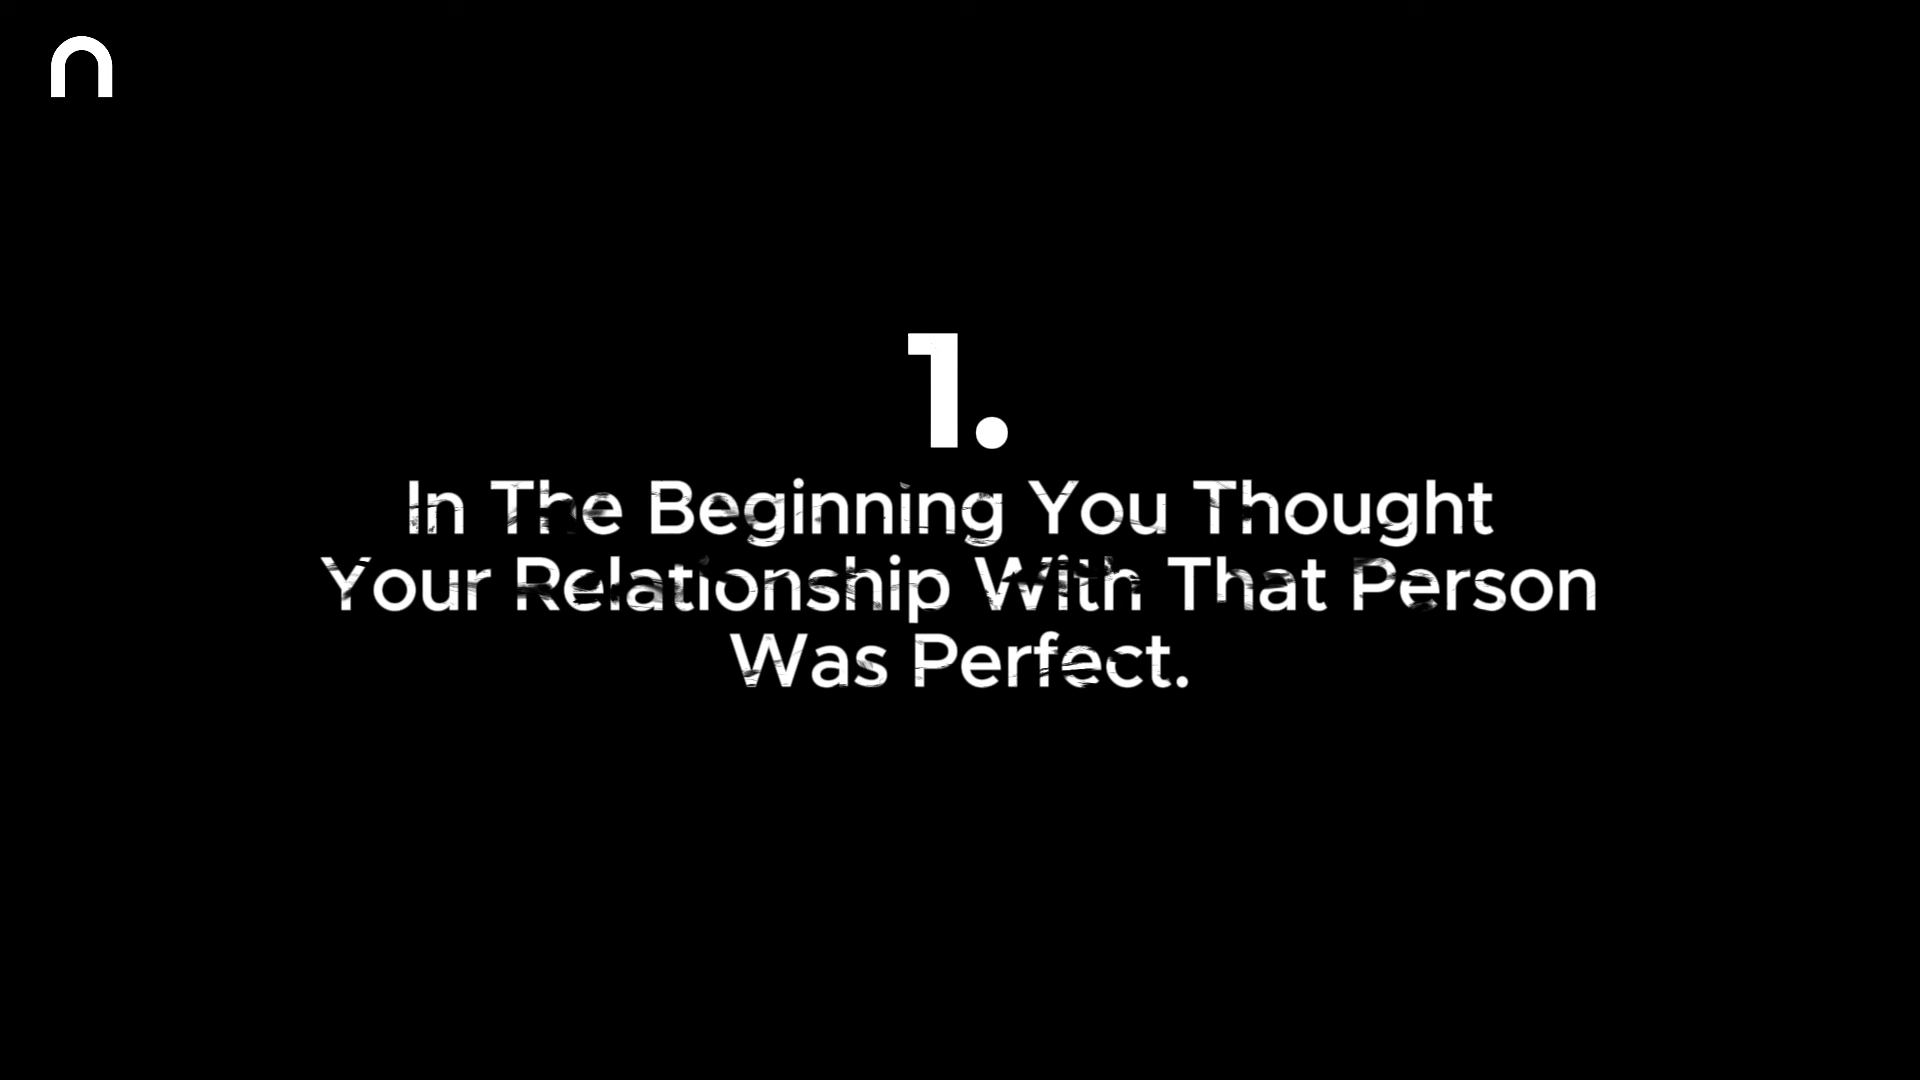 1.
In The Beginning You Thought
Your Relationship With That Person
Was Perfect.